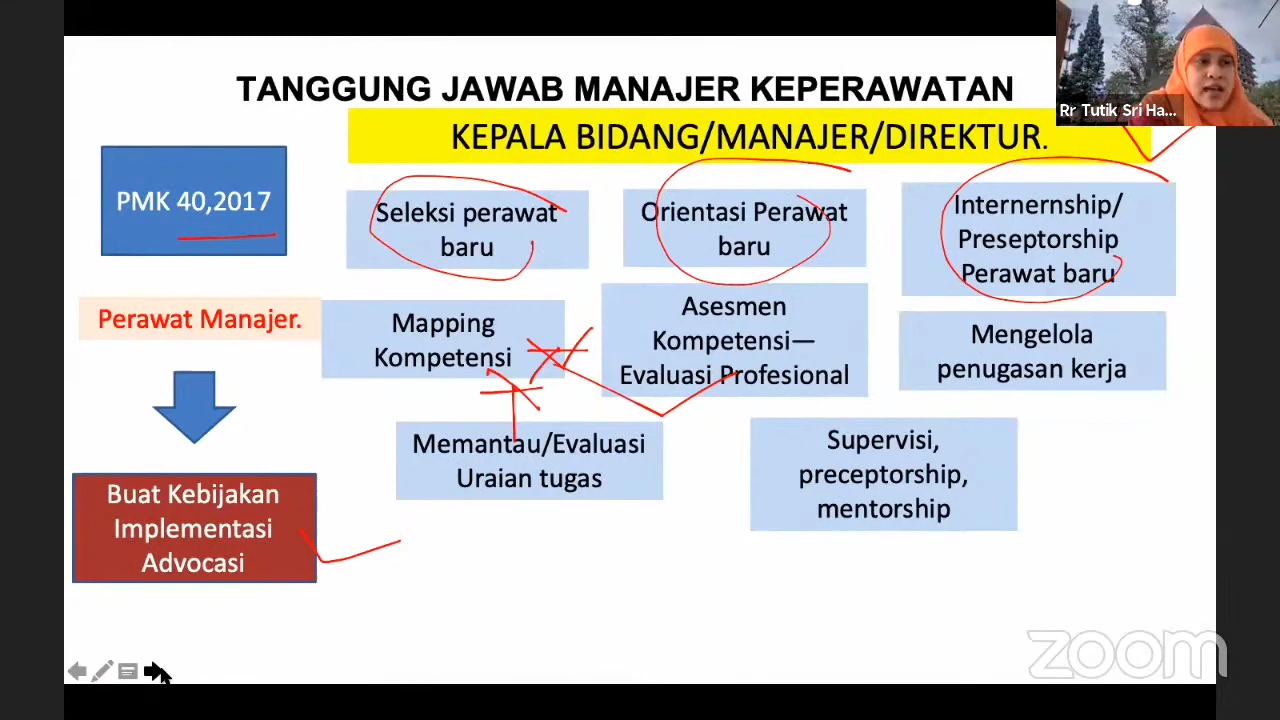 TANGGUNG JAWAB MANAJER KEPERAWATAN
KEPALA BIDANG/MANAJER/DIREKTUR.
Rr Tutik Sri Ha...
PMK 40,2017
Seleksi perawat
baru
Orientasi Perawat
baru
Internernship/
Preseptorship
Perawat baru
Perawat Manajer.
Mapping
Kompetensi
Asesmen
Kompetensi—
Evaluasi Profesional
Mengelola
penugasan kerja
Memantau/Evaluasi
Uraian tugas
Supervisi,
preceptorship,
mentorship
Buat Kebijakan
Implementasi
Advocasi
zoom